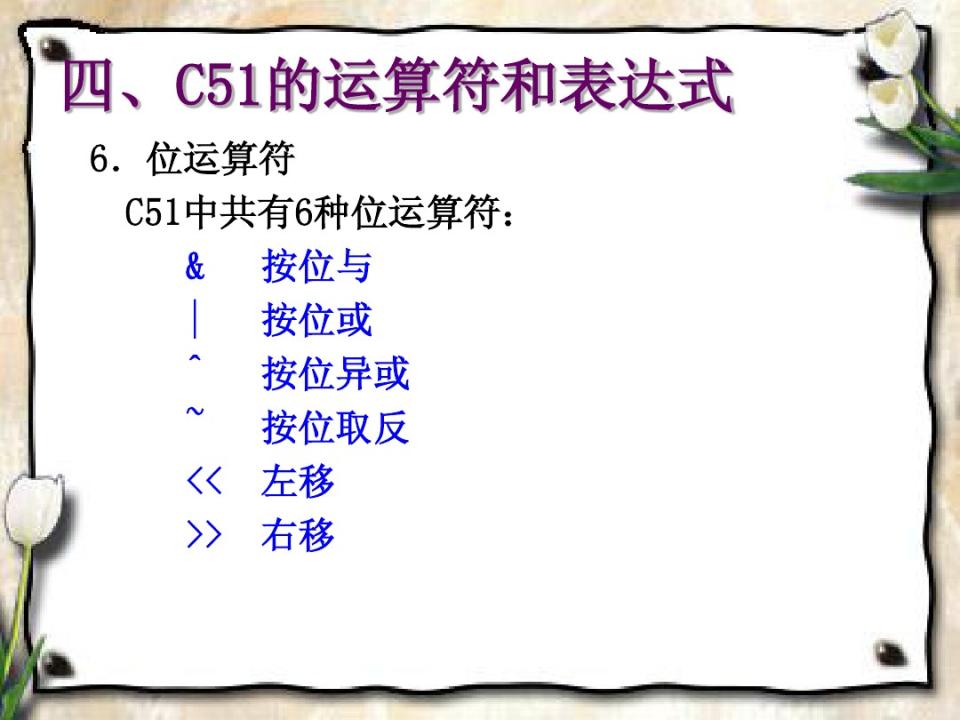 四、C51的运算符和表达式
6．位运算符
C51中共有6种位运算符：
& 按位与
| 按位或
^ 按位异或
~ 按位取反
<< 左移
>> 右移